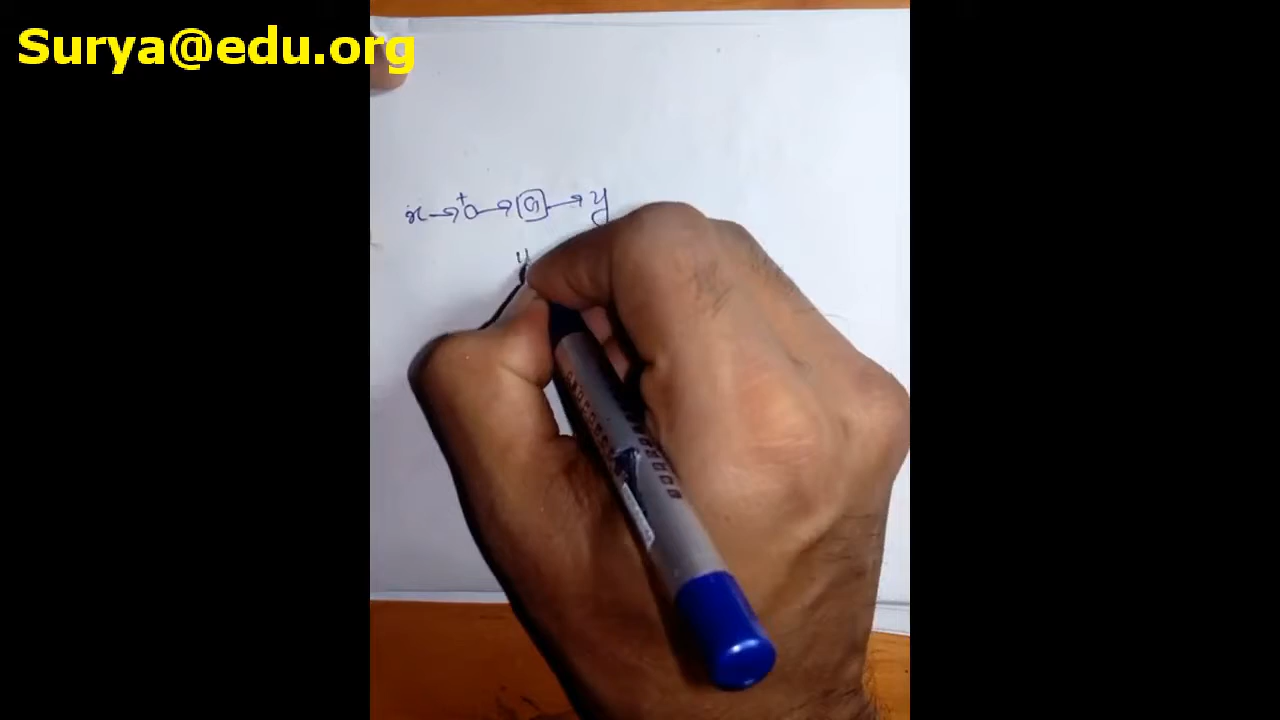 Surya@edu.org
x → + O → G → y